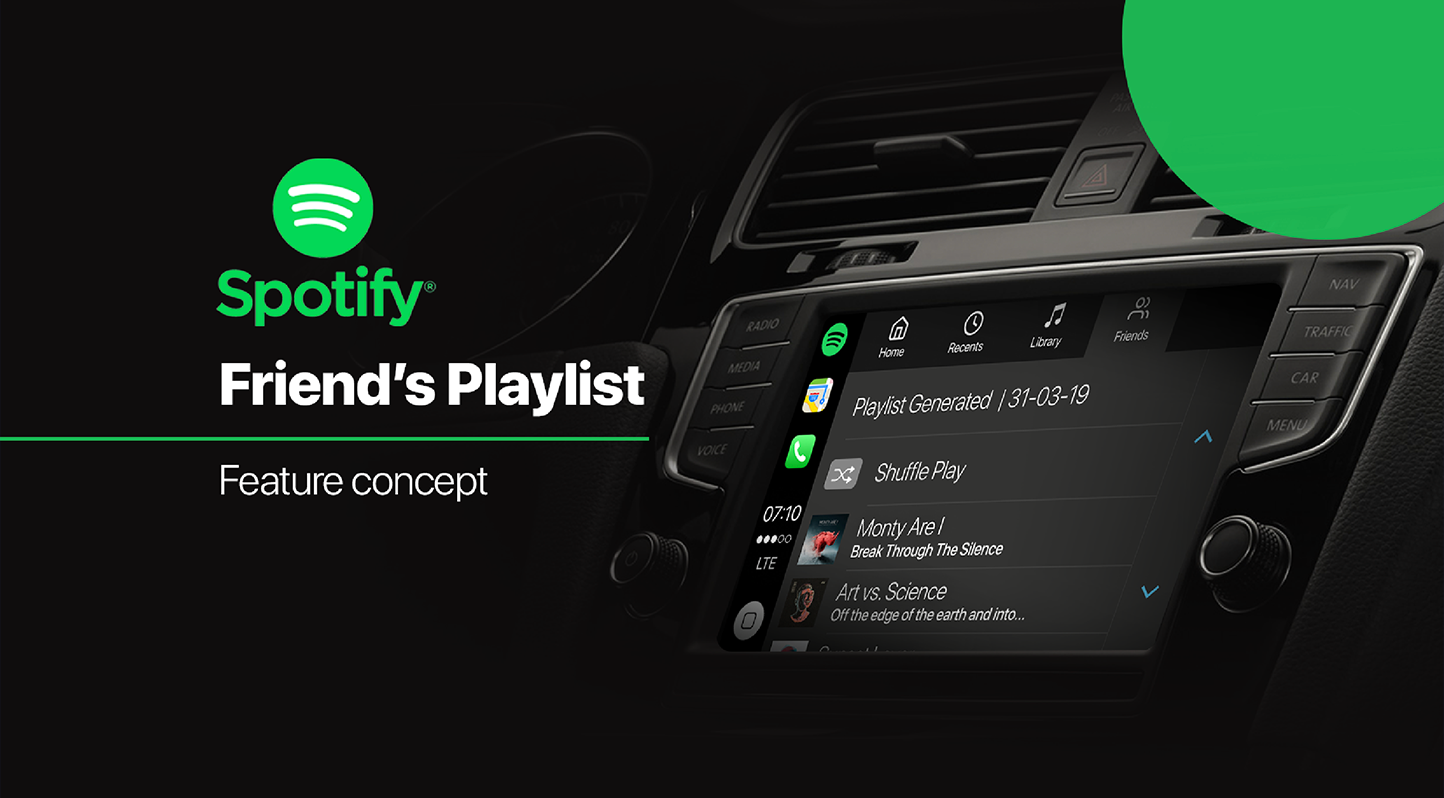 Spotify®
Friend's Playlist
Feature concept
RADIO
MEDIA
PHONE
VOICE
NAV
TRAFFIC
CAR
MENU
Home
Recents
Library
Friends
Playlist Generated | 31-03-19
Shuffle Play
Monty Are I
Break Through The Silence
Art vs. Science
Off the edge of the earth and into...
07:10
LTE